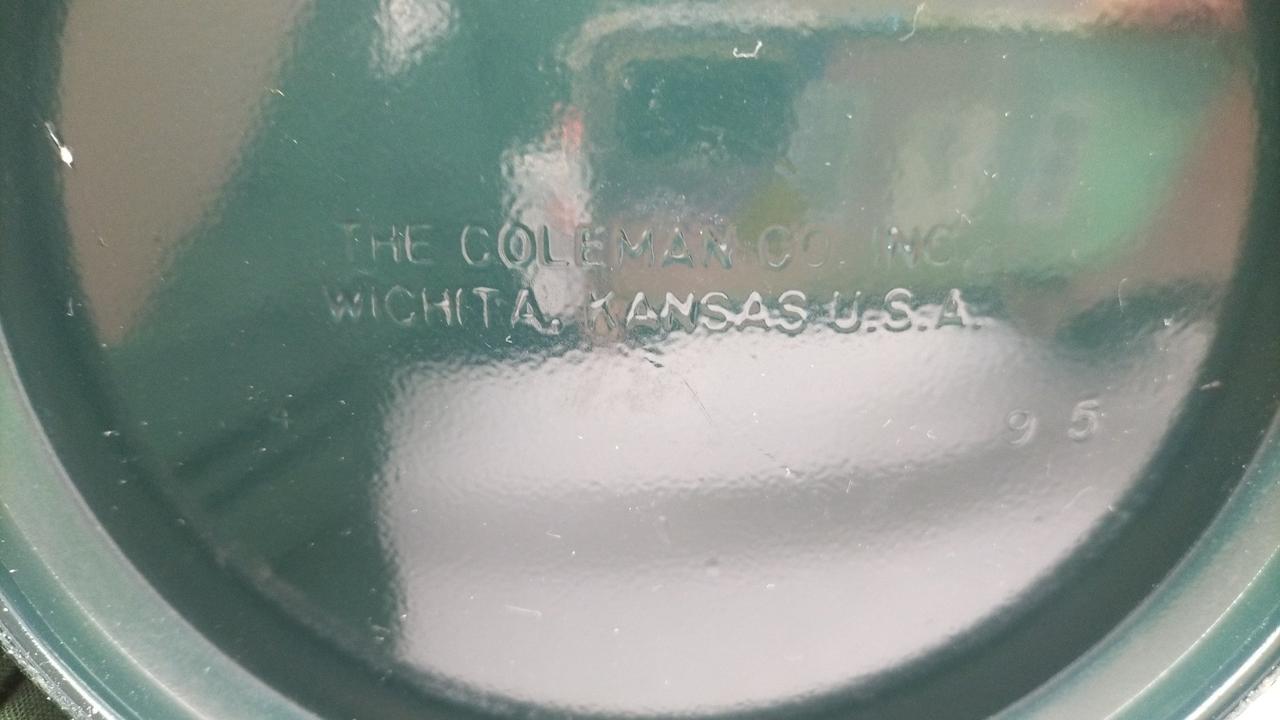 THE COLEMAN CO. INC.
WICHITA, KANSAS U.S.A.
9 5